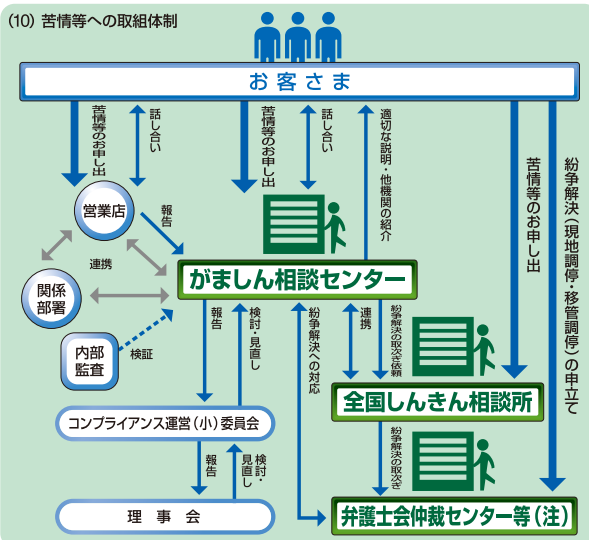 (10) 苦情等への取組体制
お客さま
苦情等のお申し出
話し合い
苦情等のお申し出
話し合い
適切な説明・他機関の紹介
苦情等のお申し出
紛争解決(現地調停・移管調停)の申立て
営業店
報告
連携
関係
部署
がましん相談センター
内部
監査
検証
報告
検討・見直し
紛争解決への対応
連携
紛争解決の取次ぎ依頼
全国しんきん相談所
コンプライアンス運営(小)委員会
報告
検討・
見直し
紛争解決の取次ぎ
理事会
弁護士会仲裁センター等(注)